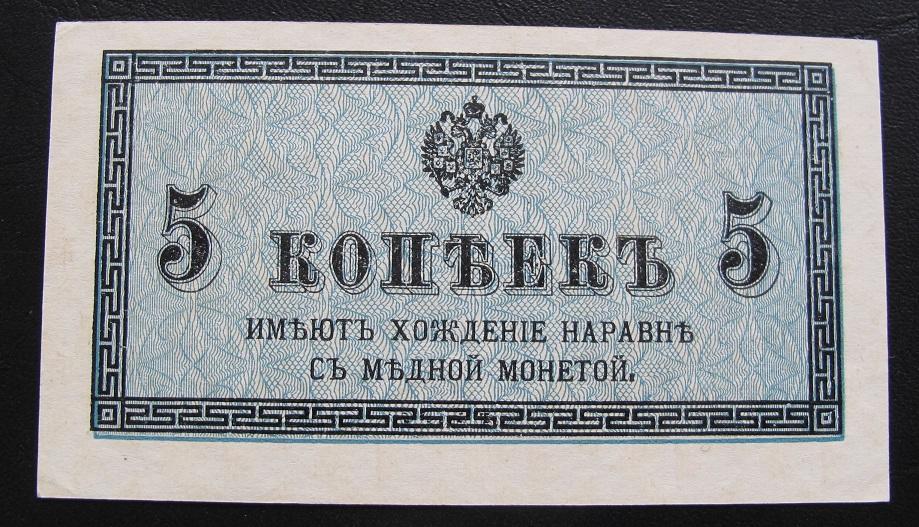 5 КОПѢЕКЪ 5
ИМѢЮТЪ ХОЖДЕНІЕ НАРАВНѢ
СЪ МѢДНОЙ МОНЕТОЙ.